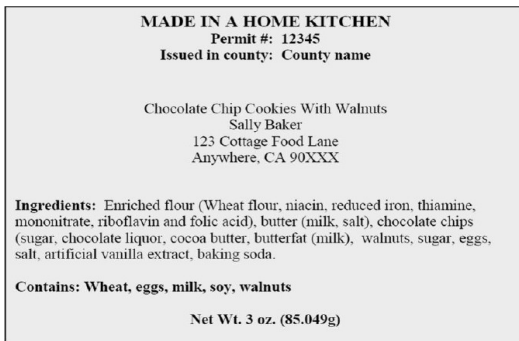 MADE IN A HOME KITCHEN
Permit #: 12345
Issued in county: County name
Chocolate Chip Cookies With Walnuts
Sally Baker
123 Cottage Food Lane
Anywhere, CA 90XXX
Ingredients: Enriched flour (Wheat flour, niacin, reduced iron, thiamine,
mononitrate, riboflavin and folic acid), butter (milk, salt), chocolate chips
(sugar, chocolate liquor, cocoa butter, butterfat (milk), walnuts, sugar, eggs,
salt, artificial vanilla extract, baking soda.
Contains: Wheat, eggs, milk, soy, walnuts
Net Wt. 3 oz. (85.049g)